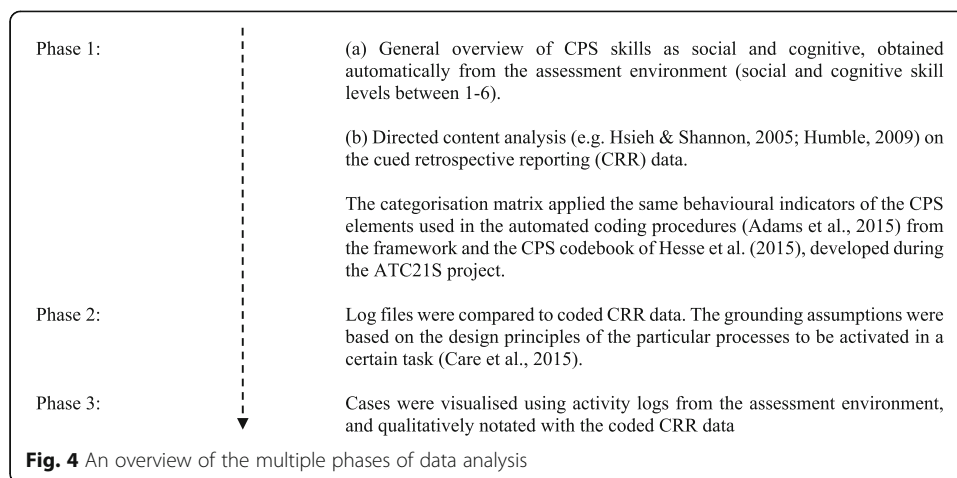 Phase 1:
(a) General overview of CPS skills as social and cognitive, obtained
automatically from the assessment environment (social and cognitive skill
levels between 1-6).
(b) Directed content analysis (e.g. Hsieh & Shannon, 2005; Humble, 2009) on
the cued retrospective reporting (CRR) data.
The categorisation matrix applied the same behavioural indicators of the CPS
elements used in the automated coding procedures (Adams et al., 2015) from
the framework and the CPS codebook of Hesse et al. (2015), developed during
the ATC21S project.
Phase 2:
Log files were compared to coded CRR data. The grounding assumptions were
based on the design principles of the particular processes to be activated in a
certain task (Care et al., 2015).
Phase 3:
Cases were visualised using activity logs from the assessment environment,
and qualitatively notated with the coded CRR data
Fig. 4 An overview of the multiple phases of data analysis